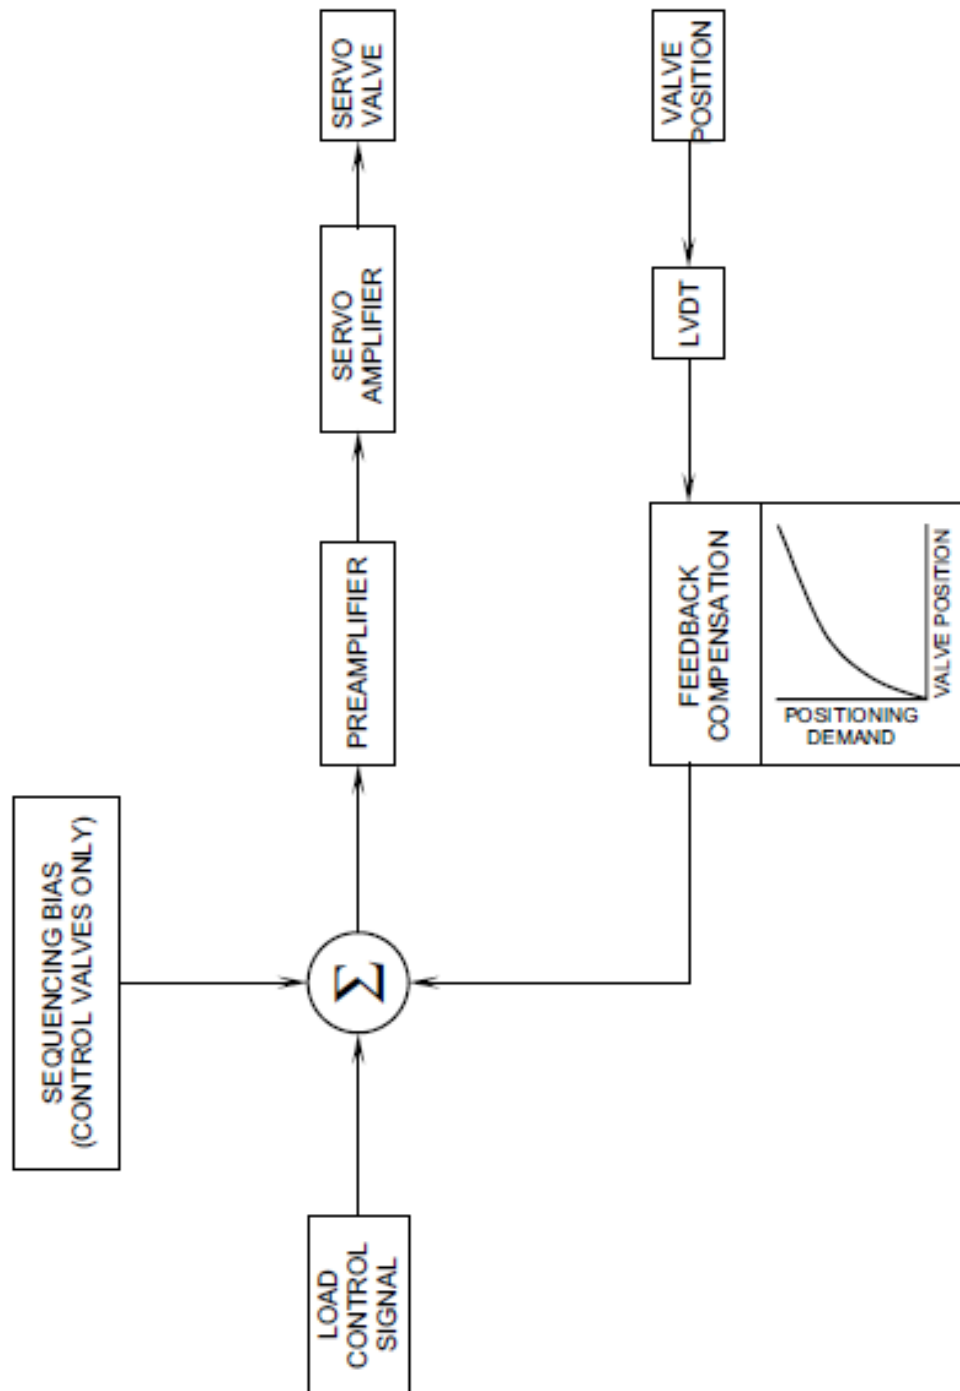 SEQUENCING BIAS
(CONTROL VALVES ONLY)
LOAD
CONTROL
SIGNAL
Σ
PREAMPLIFIER
SERVO
AMPLIFIER
SERVO
VALVE
FEEDBACK
COMPENSATION
POSITIONING
DEMAND
VALVE POSITION
LVDT
VALVE
POSITION